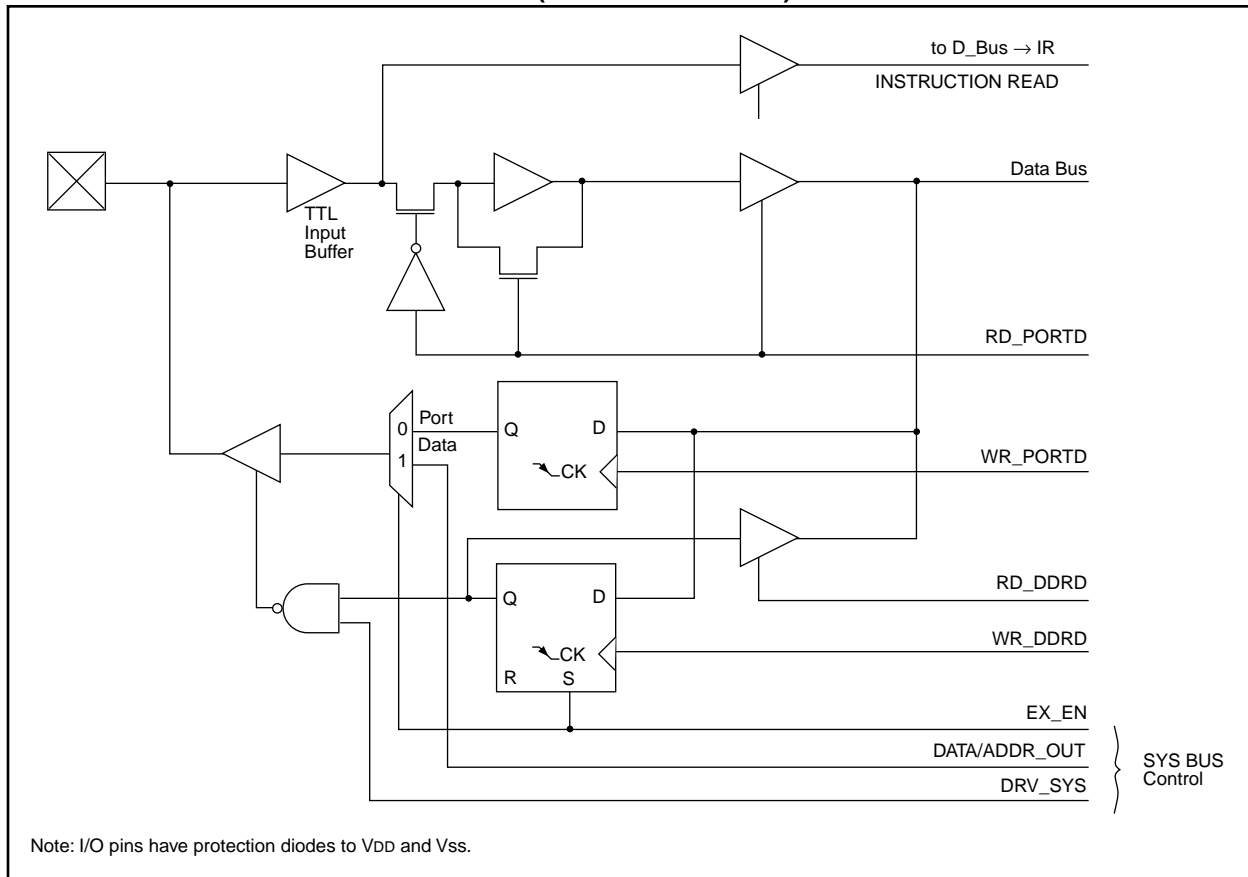 to D_Bus → IR
INSTRUCTION READ
Data Bus
TTL
Input
Buffer
RD_PORTD
Port
0
Q
D
Data
1
CK
WR_PORTD
Q
D
RD_DDRD
CK
WR_DDRD
R
S
EX_EN
DATA/ADDR_OUT
SYS BUS
Control
DRV_SYS
Note: I/O pins have protection diodes to VDD and Vss.